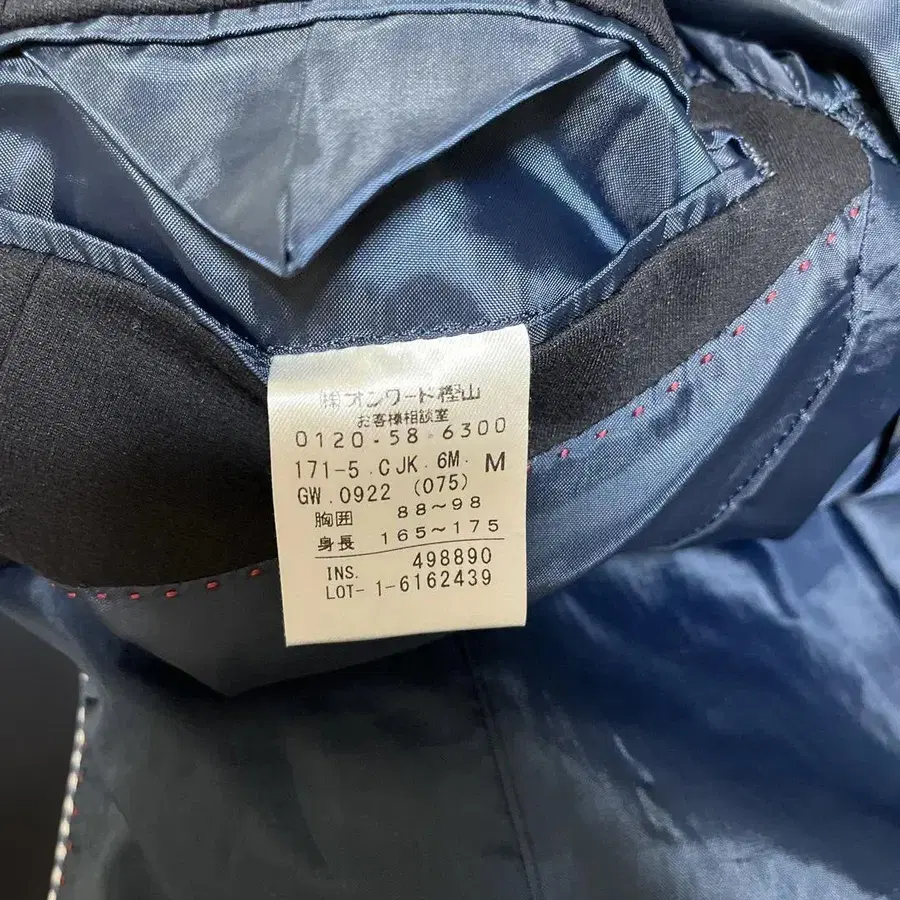 ㈱オンワード樫山
お客様相談室
0120-58-6300
171-5.CJK.6M. M
GW.0922 (075)
胸囲 88~98
身長 165~175
INS. 498890
LOT- 1-6162439